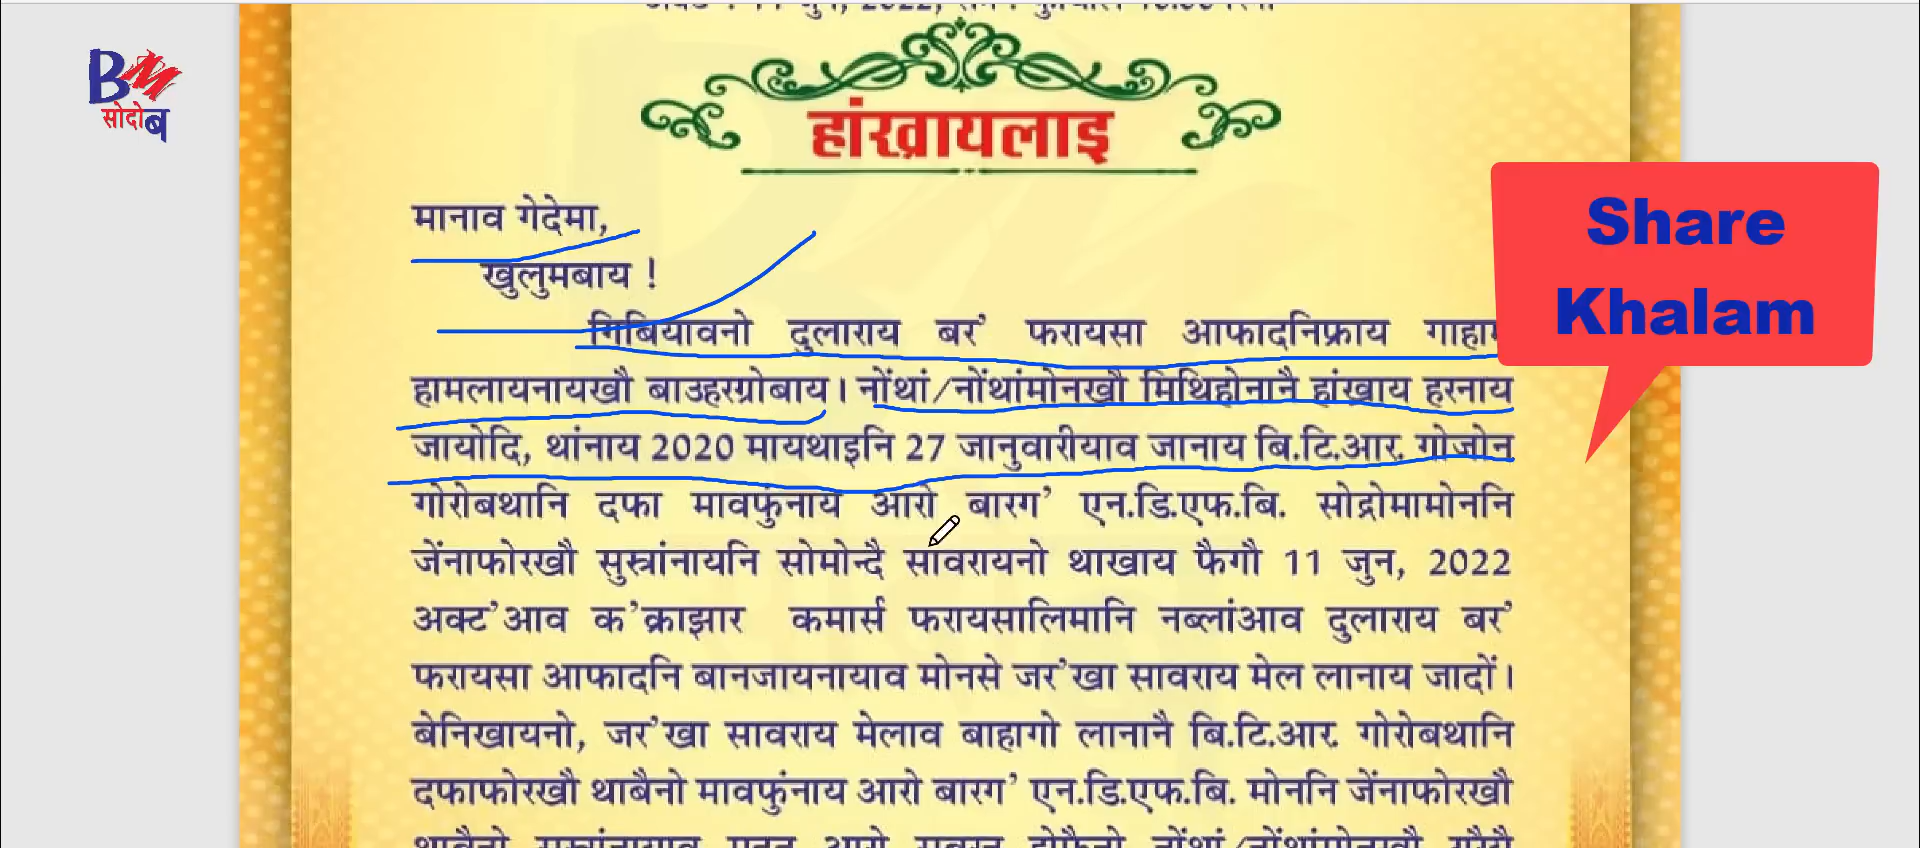 BM
सोदोब
हांख्रायलाइ
Share
Khalam
मानाव गेदेमा,
खुलुमबाय !
गिबियावनो दुलाराय बर' फरायसा आफादनिफ्राय गाहाम
हामलायनायखौ बाउहरग्रोबाय। नोंथां/नोंथांमोनखौ मिथिहोनानै हांख्राय हरनाय
जायोदि, थांनाय 2020 मायथाइनि 27 जानुवारीयाव जानाय बि.टि.आर. गोजोन
गोरोबथानि दफा मावफुंनाय आरो बारग' एन.डि.एफ.बि. सोद्रोमामोननि
जेंनाफोरखौ सुस्रांनायनि सोमोन्दै सावरायनो थाखाय फैगौ 11 जुन, 2022
अक्ट'आव क'क्राझार कमार्स फरायसालिमानि नब्लांआव दुलाराय बर'
फरायसा आफादनि बानजायनायाव मोनसे जर'खा सावराय मेल लानाय जादों।
बेनिखायनो, जर'खा सावराय मेलाव बाहागो लानानै बि.टि.आर. गोरोबथानि
दफाफोरखौ थाबैनो मावफुंनाय आरो बारग' एन.डि.एफ.बि. मोननि जेंनाफोरखौ